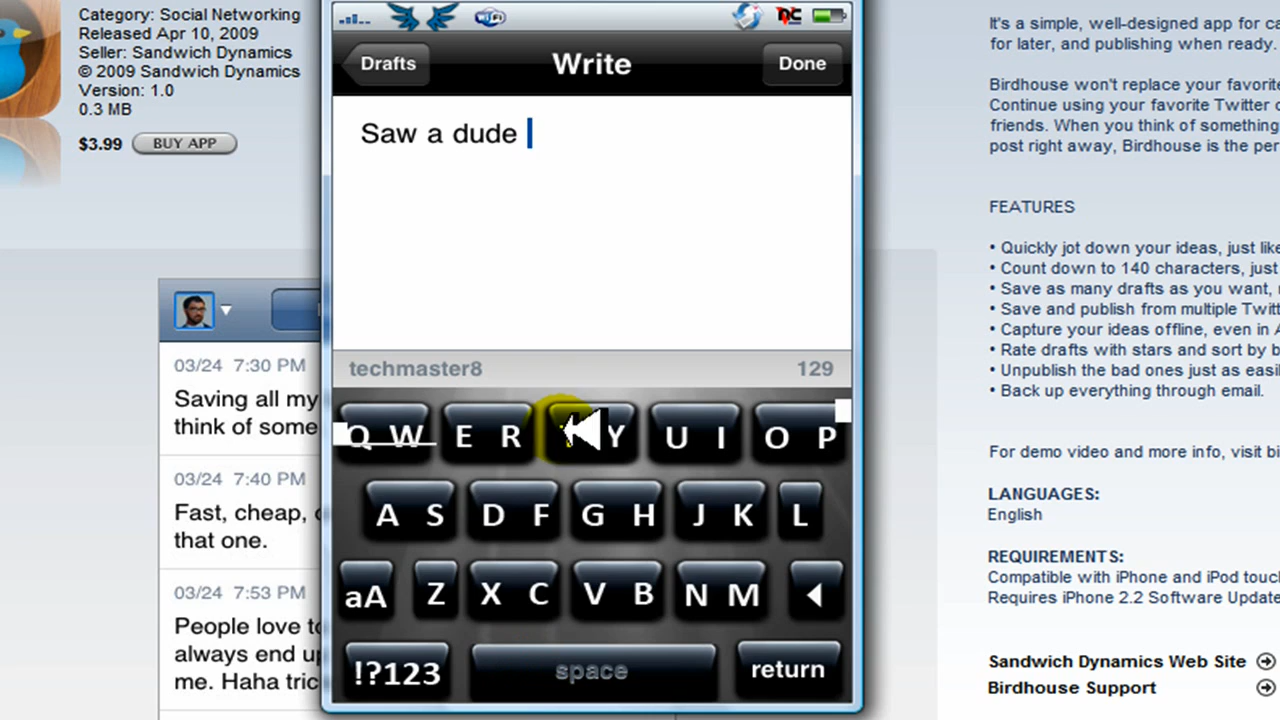 Category: Social Networking
Released Apr 10, 2009
Seller: Sandwich Dynamics
© 2009 Sandwich Dynamics
Version: 1.0
0.3 MB
$3.99 BUY APP
03/24 7:30 PM
Saving all my
think of some
03/24 7:40 PM
Fast, cheap,
that one.
03/24 7:53 PM
People love to
always end up
me. Haha tric
WiFi
Drafts Write Done
Saw a dude
techmaster8 129
Q W E R Y U I O P
A S D F G H J K L
aA Z X C V B N M
!?123 space return
It's a simple, well-designed app for ca
for later, and publishing when ready.
Birdhouse won't replace your favorite
Continue using your favorite Twitter c
friends. When you think of something
post right away, Birdhouse is the per
FEATURES
• Quickly jot down your ideas, just like
• Count down to 140 characters, just
• Save as many drafts as you want,
• Save and publish from multiple Twitt
• Capture your ideas offline, even in A
• Rate drafts with stars and sort by b
• Unpublish the bad ones just as easil
• Back up everything through email.
For demo video and more info, visit bi
LANGUAGES:
English
REQUIREMENTS:
Compatible with iPhone and iPod touc
Requires iPhone 2.2 Software Update
Sandwich Dynamics Web Site
Birdhouse Support